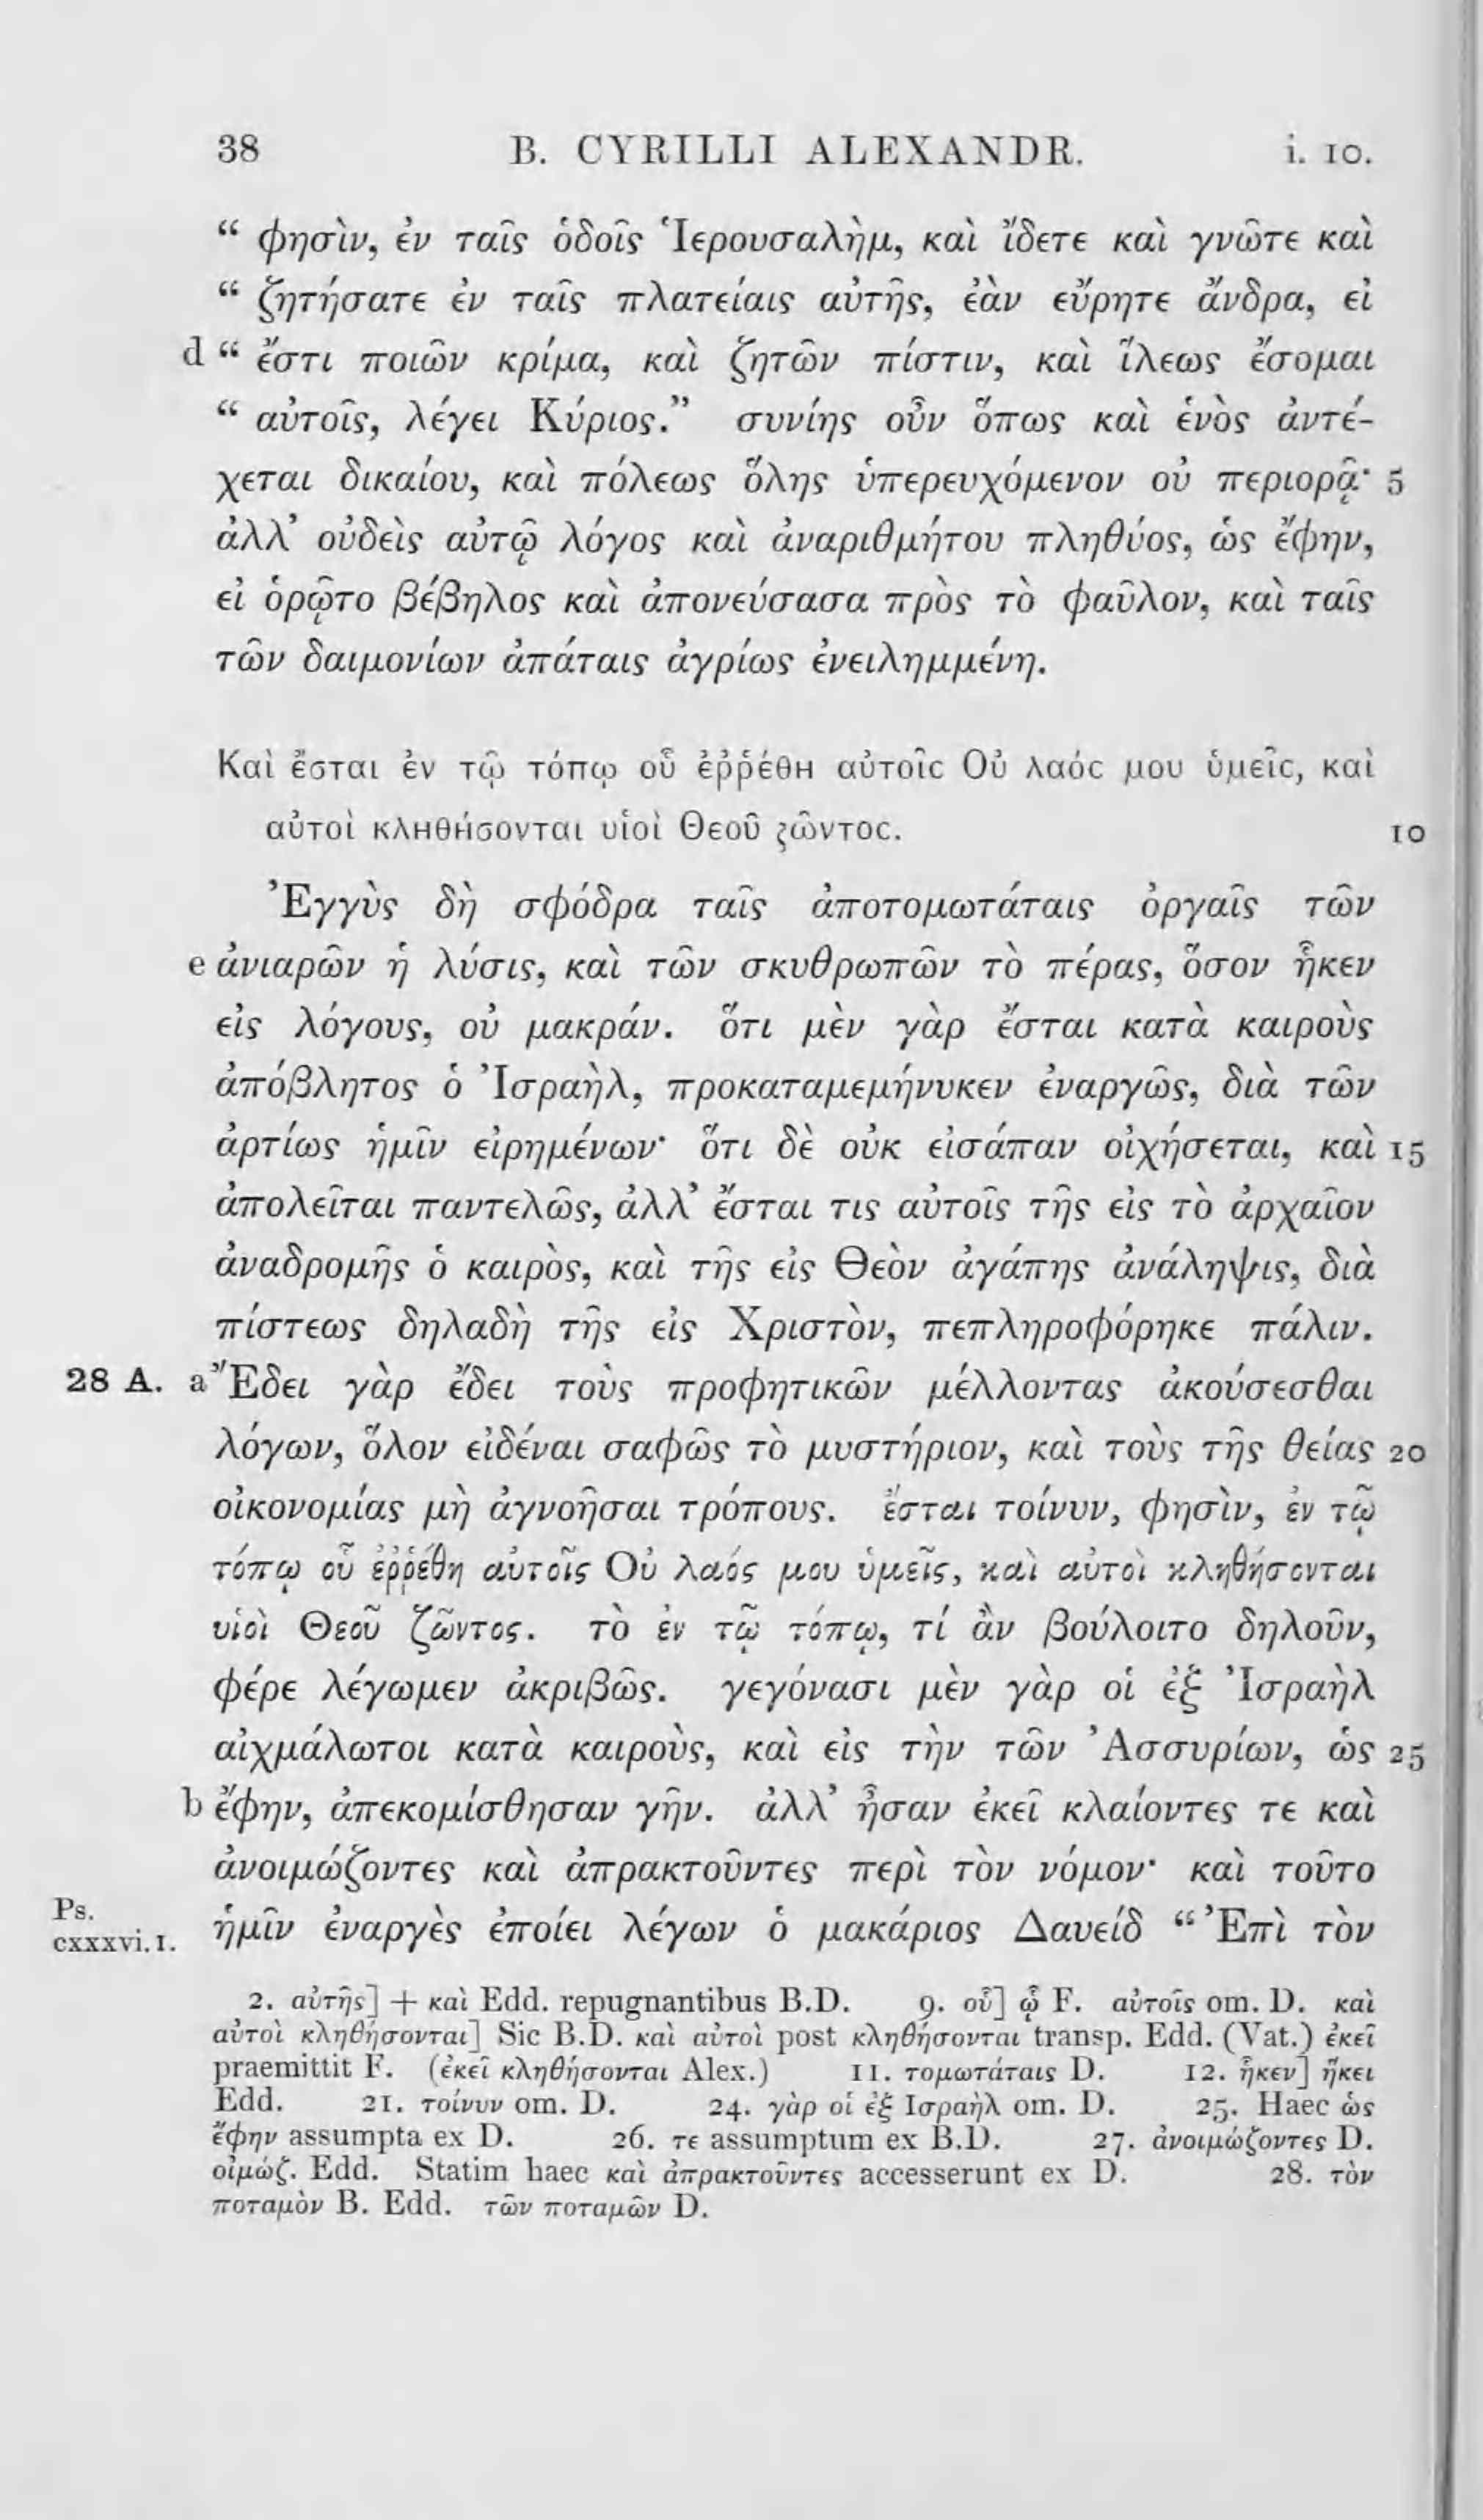 38 B. CYRILLI ALEXANDR. i. 10.
“ φησὶν, ἐν ταῖς ὁδοῖς Ἱερουσαλὴμ, καὶ ἴδετε καὶ γνῶτε καὶ
“ ζητήσατε ἐν ταῖς πλατείαις αὐτῆς, ἐὰν εὕρητε ἄνδρα, εἰ
d “ ἔστι ποιῶν κρίμα, καὶ ζητῶν πίστιν, καὶ ἵλεως ἔσομαι
“ αὐτοῖς, λέγει Κύριος.” συνίης οὖν ὅπως καὶ ἑνὸς ἀντέ-
χεται δικαίου, καὶ πόλεως ὅλης ὑπερευχόμενον οὐ περιορᾷ· 5
ἀλλ’ οὐδεὶς αὐτῷ λόγος καὶ ἀναριθμήτου πληθύος, ὡς ἔφην,
εἰ ὁρῷτο βέβηλος καὶ ἀπονεύσασα πρὸς τὸ φαῦλον, καὶ ταῖς
τῶν δαιμονίων ἀπάταις ἀγρίως ἐνειλημμένη.
Καὶ ἔσται ἐν τῷ τόπῳ οὗ ἐῤῥέθη αὐτοῖς Οὐ λαός μου ὑμεῖς, καὶ
αὐτοὶ κληθήσονται υἱοὶ Θεοῦ ζῶντος. 10
Ἐγγὺς δὴ σφόδρα ταῖς ἀποτομωτάταις ὀργαῖς τῶν
e ἀνιαρῶν ἡ λύσις, καὶ τῶν σκυθρωπῶν τὸ πέρας, ὅσον ἧκεν
εἰς λόγους, οὐ μακράν. ὅτι μὲν γὰρ ἔσται κατὰ καιροὺς
ἀπόβλητος ὁ Ἰσραὴλ, προκαταμεμήνυκεν ἐναργῶς, διὰ τῶν
ἀρτίως ἡμῖν εἰρημένων· ὅτι δὲ οὐκ εἰσάπαν οἰχήσεται, καὶ 15
ἀπολεῖται παντελῶς, ἀλλ’ ἔσται τις αὐτοῖς τῆς εἰς τὸ ἀρχαῖον
ἀναδρομῆς ὁ καιρὸς, καὶ τῆς εἰς Θεὸν ἀγάπης ἀνάληψις, διὰ
πίστεως δηλαδὴ τῆς εἰς Χριστὸν, πεπληροφόρηκε πάλιν.
28 A. a Ἔδει γὰρ ἔδει τοὺς προφητικῶν μέλλοντας ἀκούσεσθαι
λόγων, ὅλον εἰδέναι σαφῶς τὸ μυστήριον, καὶ τοὺς τῆς θείας 20
οἰκονομίας μὴ ἀγνοῆσαι τρόπους. ἔσται τοίνυν, φησὶν, ἐν τῷ
τόπῳ οὗ ἐῤῥέθη αὐτοῖς Οὐ λαός μου ὑμεῖς, καὶ αὐτοὶ κληθήσονται
υἱοὶ Θεοῦ ζῶντος. τὸ ἐν τῷ τόπῳ, τί ἂν βούλοιτο δηλοῦν,
φέρε λέγωμεν ἀκριβῶς. γεγόνασι μὲν γὰρ οἱ ἐξ Ἰσραὴλ
αἰχμάλωτοι κατὰ καιροὺς, καὶ εἰς τὴν τῶν Ἀσσυρίων, ὡς 25
b ἔφην, ἀπεκομίσθησαν γῆν. ἀλλ’ ἦσαν ἐκεῖ κλαίοντες τε καὶ
ἀνοιμώζοντες καὶ ἀπρακτοῦντες περὶ τὸν νόμον· καὶ τοῦτο
Ps. cxxxvi. 1. ἡμῖν ἐναργὲς ἐποίει λέγων ὁ μακάριος Δαυείδ “ Ἐπὶ τὸν
2. αὐτῆς] + καὶ Edd. repugnantibus B.D. 9. οὗ] ᾧ F. αὐτοῖς om. D. καὶ
αὐτοὶ κληθήσονται] Sic B.D. καὶ αὐτοὶ post κληθήσονται transp. Edd. (Vat.) ἐκεῖ
praemittit F. (ἐκεῖ κληθήσονται Alex.) 11. τομωτάταις D. 12. ἧκεν] ἥκει
Edd. 21. τοίνυν om. D. 24. γὰρ οἱ ἐξ Ισραὴλ om. D. 25. Haec ὡς
ἔφην assumpta ex D. 26. τε assumptum ex B.D. 27. ἀνοιμώζοντες D.
οἰμώζ. Edd. Statim haec καὶ ἀπρακτοῦντες accesserunt ex D. 28. τὸν
ποταμὸν B. Edd. τῶν ποταμῶν D.